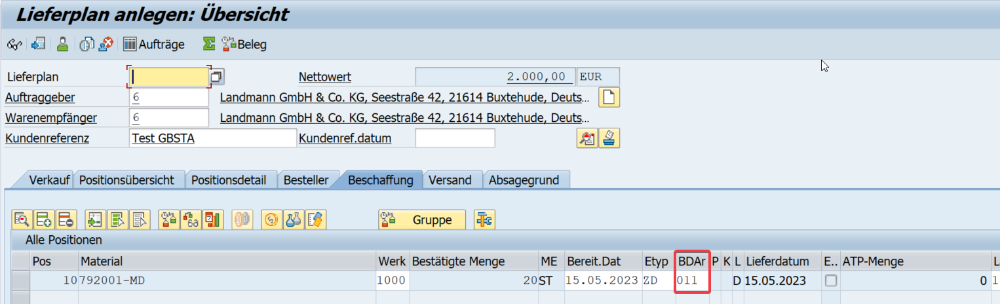 Lieferplan anlegen: Übersicht
Aufträge Beleg
Lieferplan Nettowert 2.000,00 EUR
Auftraggeber 6 Landmann GmbH & Co. KG, Seestraße 42, 21614 Buxtehude, Deuts...
Warenempfänger 6 Landmann GmbH & Co. KG, Seestraße 42, 21614 Buxtehude, Deuts...
Kundenreferenz Test GBSTA Kundenref.datum
Verkauf Positionsübersicht Positionsdetail Besteller Beschaffung Versand Absagegrund
Gruppe
Alle Positionen
Pos Material Werk Bestätigte Menge ME Bereit.Dat Etyp BDAr P K L Lieferdatum E.. ATP-Menge L
10 792001-MD 1000 20 ST 15.05.2023 ZD 011 D 15.05.2023 0 1